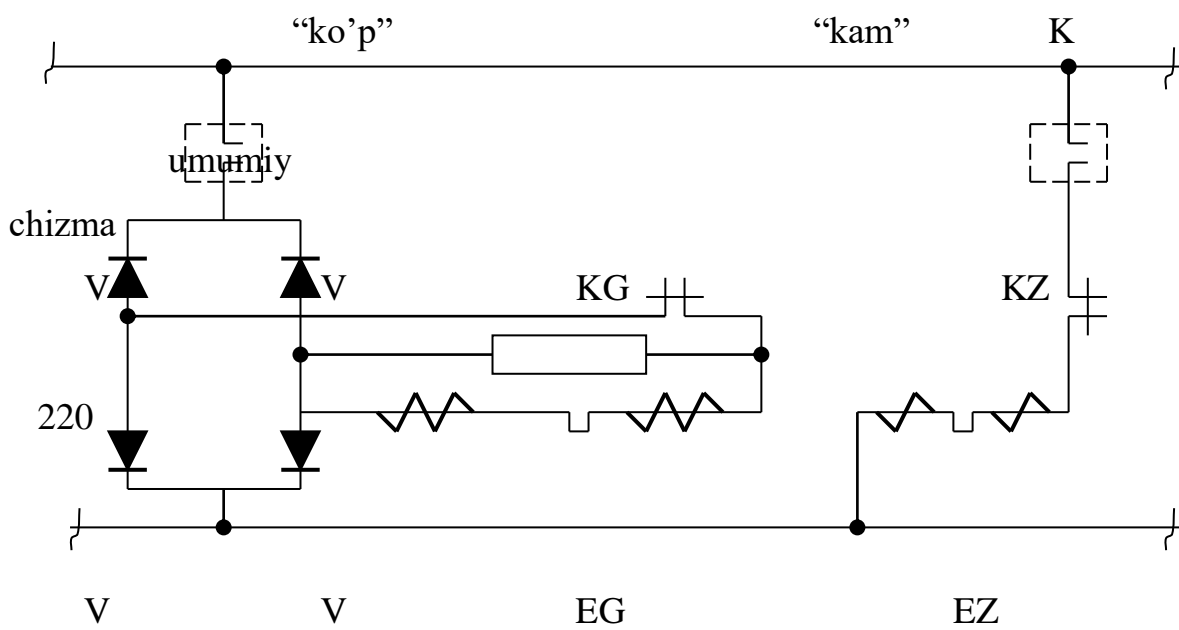 “ko’p” “kam” K
umumiy
chizma
V V KG KZ
220
V V EG EZ